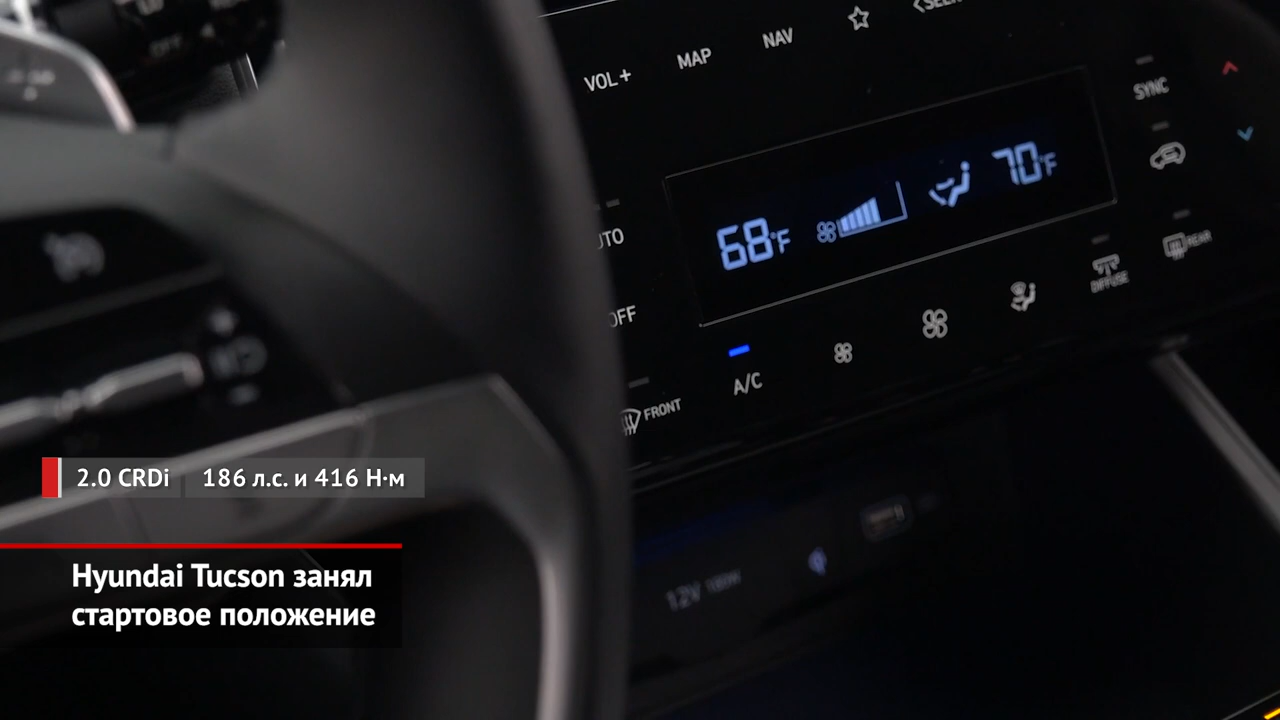 VOL +
MAP
NAV
SYNC
68°F
70°F
OFF
A/C
FRONT
DIFFUSE
REAR
12V 180W
2.0 CRDi 186 л.с. и 416 Н·м
Hyundai Tucson занял
стартовое положение